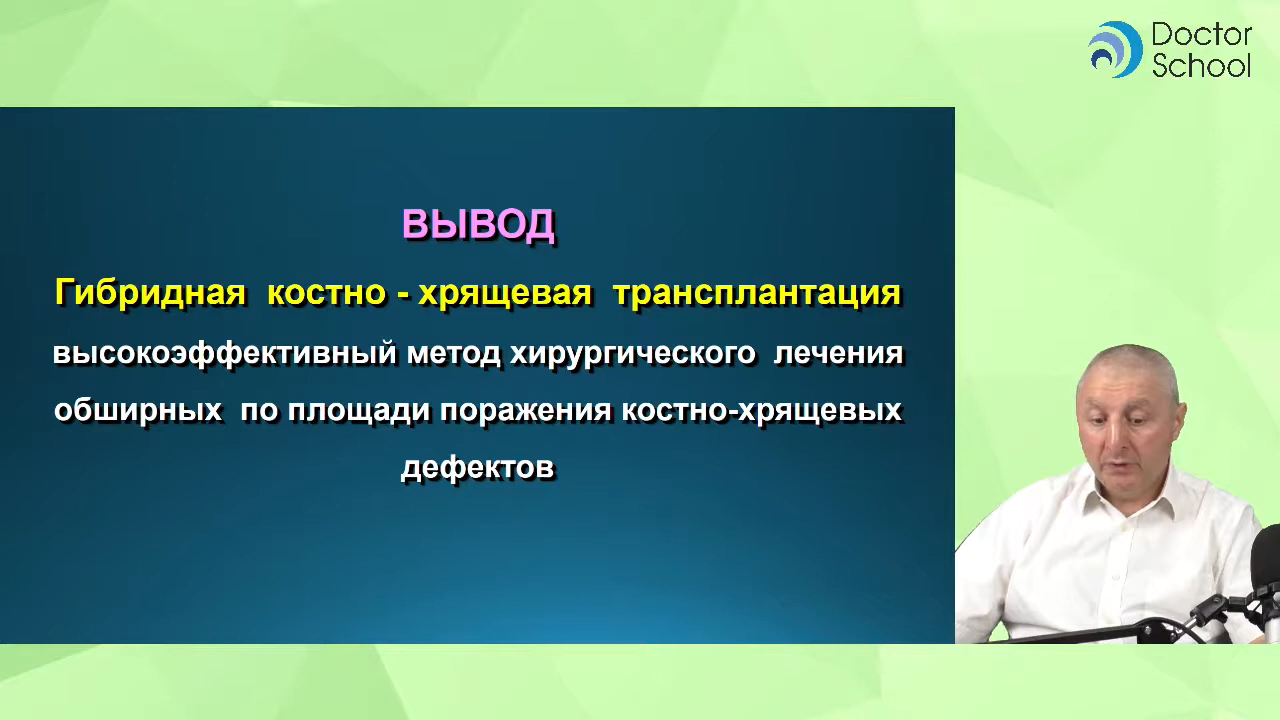 Doctor
School
ВЫВОД
Гибридная костно - хрящевая трансплантация
высокоэффективный метод хирургического лечения
обширных по площади поражения костно-хрящевых
дефектов